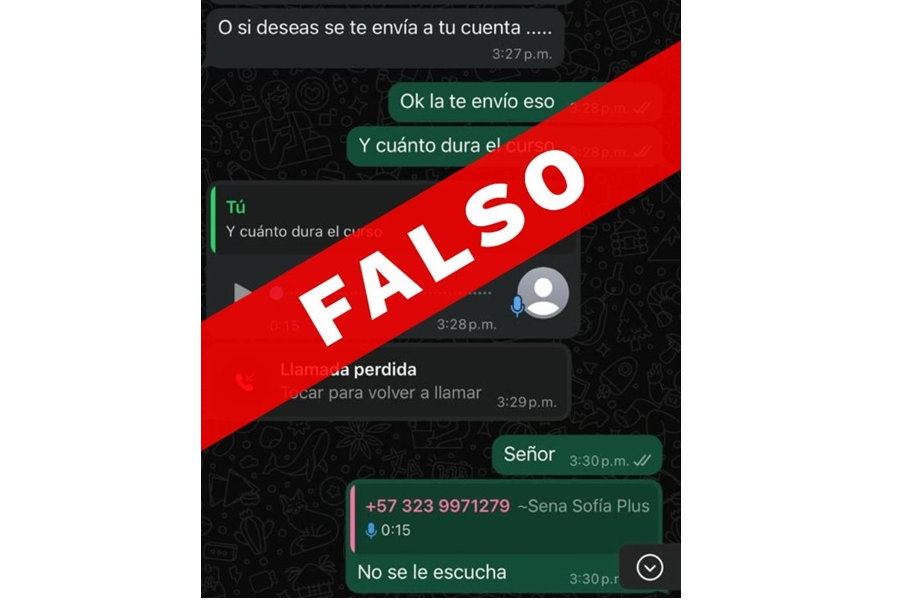 O si deseas se te envía a tu cuenta .....
3:27 p.m.
Ok la te envío eso 3:28 p.m.
Y cuánto dura el curso 3:28 p.m.
FALSO
Tú
Y cuánto dura el curso
0:15 3:28 p.m.
Llamada perdida
Tocar para volver a llamar 3:29 p.m.
Señor 3:30 p.m.
+57 323 9971279 ~Sena Sofía Plus
0:15
No se le escucha 3:30 p.